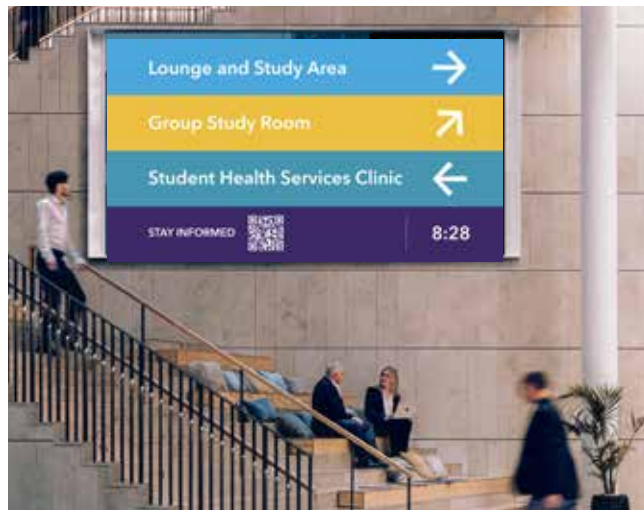 Lounge and Study Area
Group Study Room
Student Health Services Clinic
STAY INFORMED
8:28